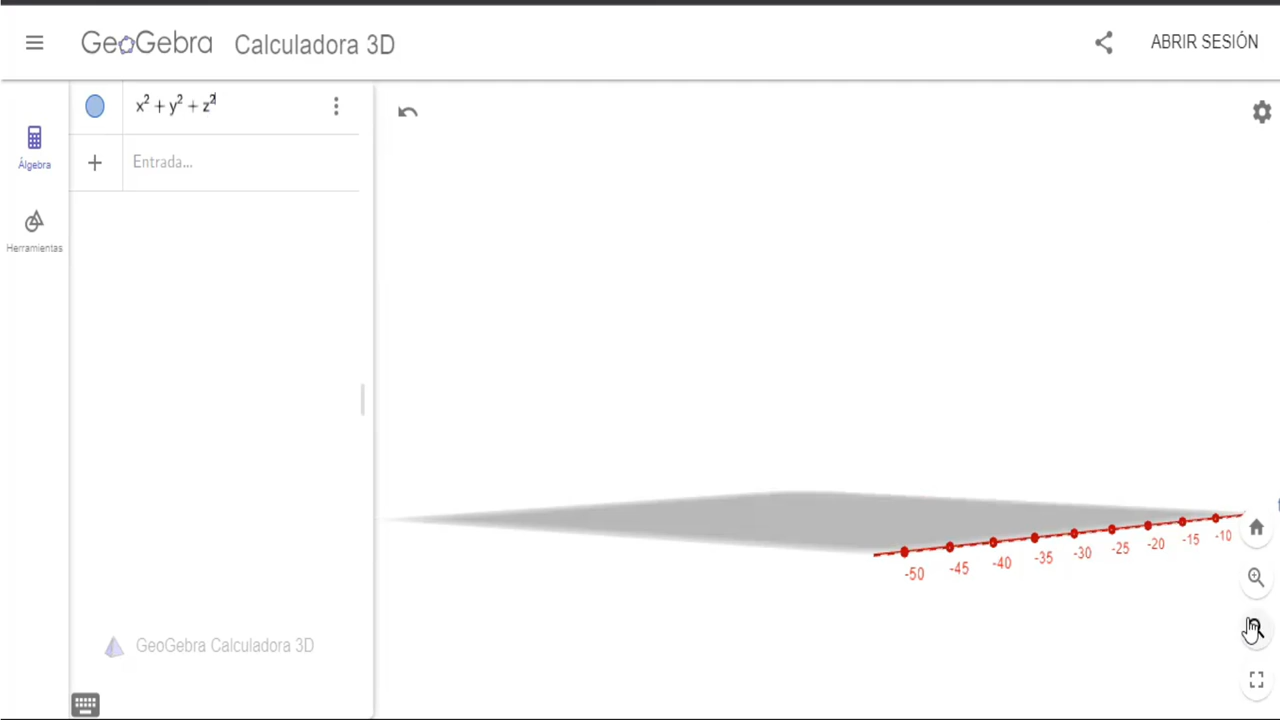 GeoGebra Calculadora 3D
ABRIR SESIÓN
x² + y² + z²
Álgebra
Entrada...
Herramientas
-50 -45 -40 -35 -30 -25 -20 -15 -10
GeoGebra Calculadora 3D